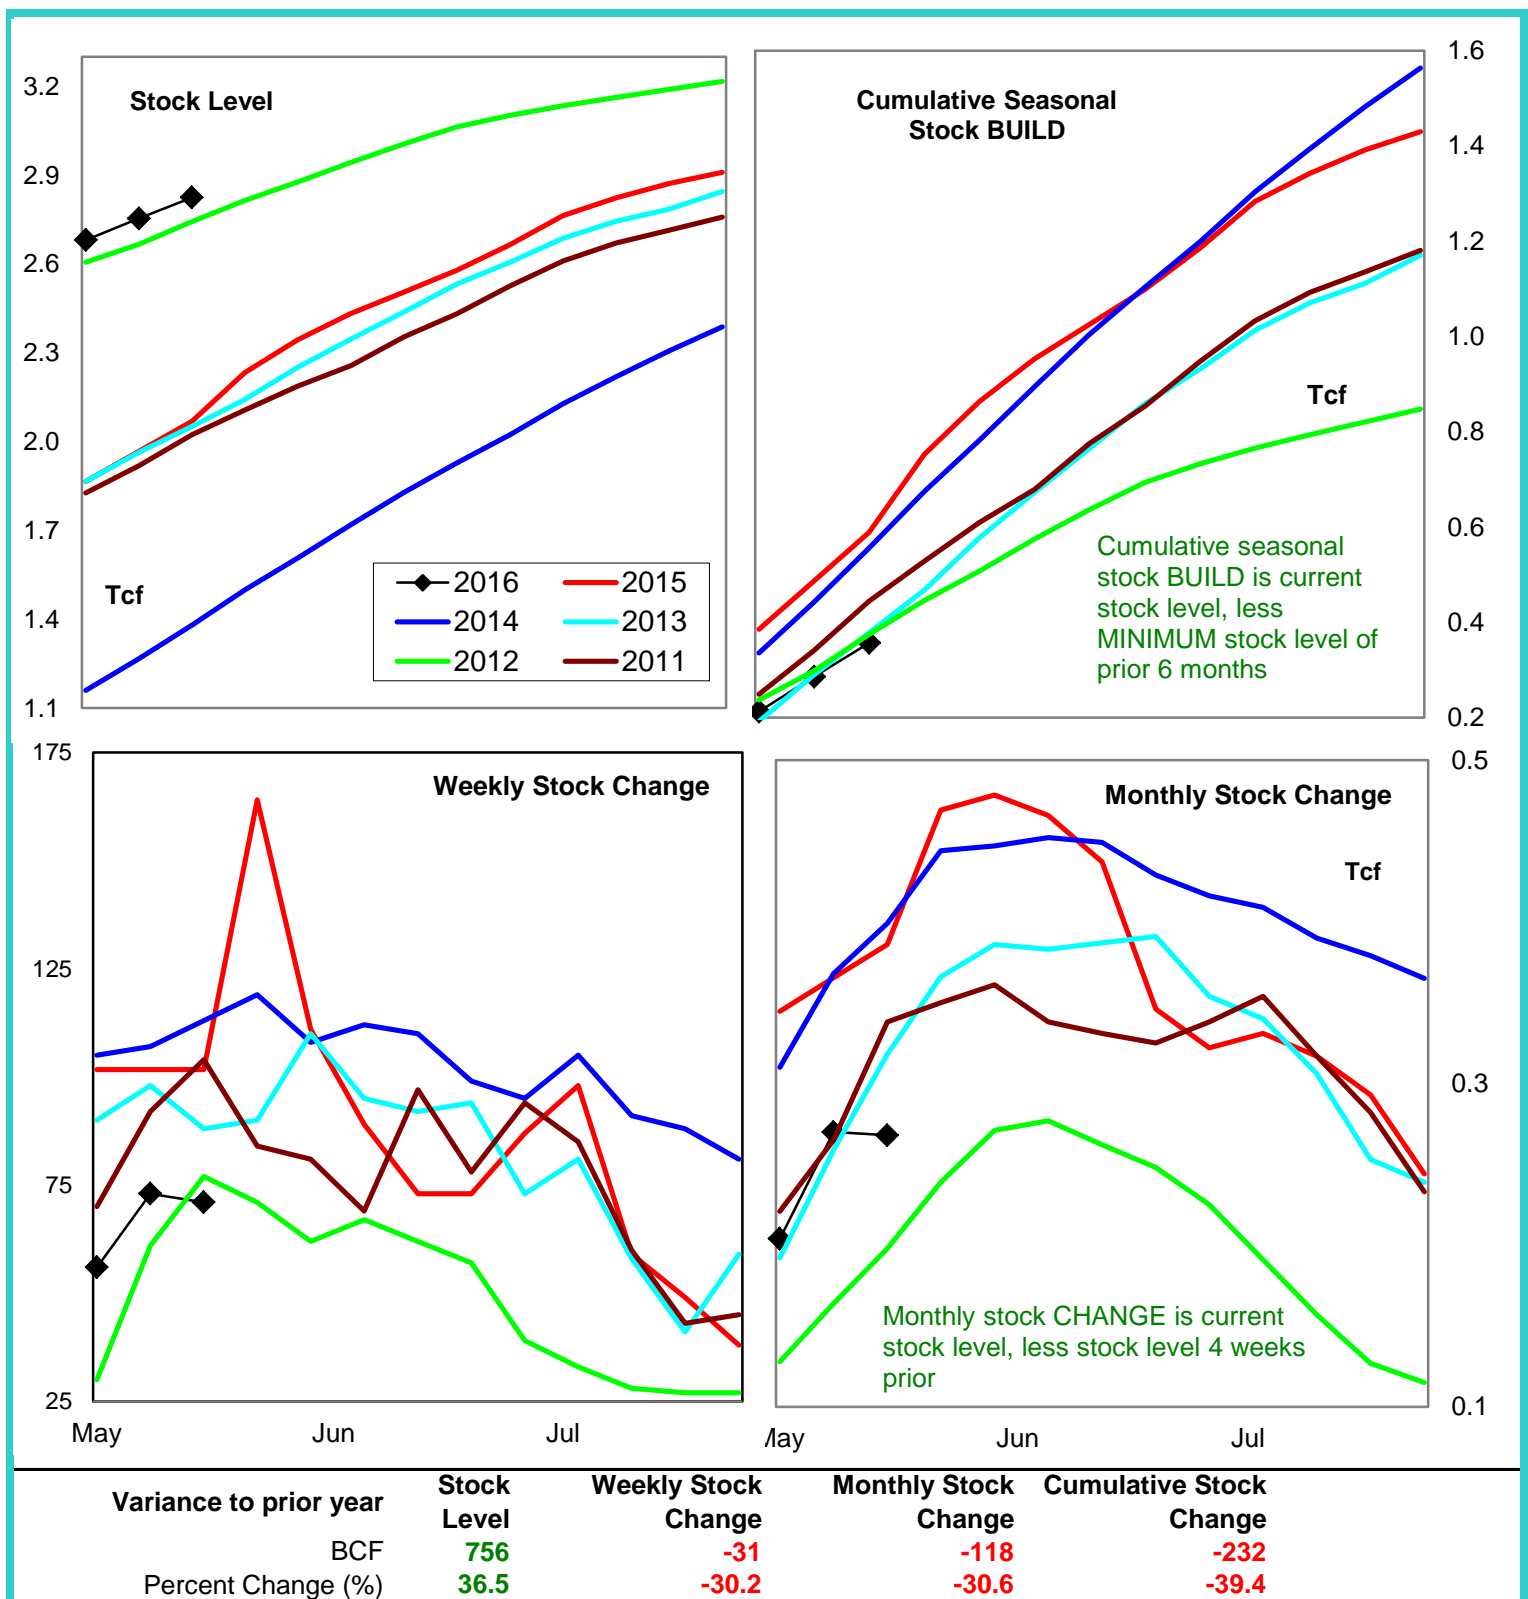 Stock Level
3.2
2.9
2.6
2.3
2.0
1.7
1.4
1.1
Tcf
2016
2015
2014
2013
2012
2011
Cumulative Seasonal
Stock BUILD
1.6
1.4
1.2
1.0
0.8
0.6
0.4
0.2
Tcf
Cumulative seasonal
stock BUILD is current
stock level, less
MINIMUM stock level of
prior 6 months
Weekly Stock Change
175
125
75
25
May
Jun
Jul
Monthly Stock Change
0.5
0.3
0.1
Tcf
Monthly stock CHANGE is current
stock level, less stock level 4 weeks
prior
May
Jun
Jul
Variance to prior year
Stock
Level
Weekly Stock
Change
Monthly Stock
Change
Cumulative Stock
Change
BCF 756 -31 -118 -232
Percent Change (%) 36.5 -30.2 -30.6 -39.4